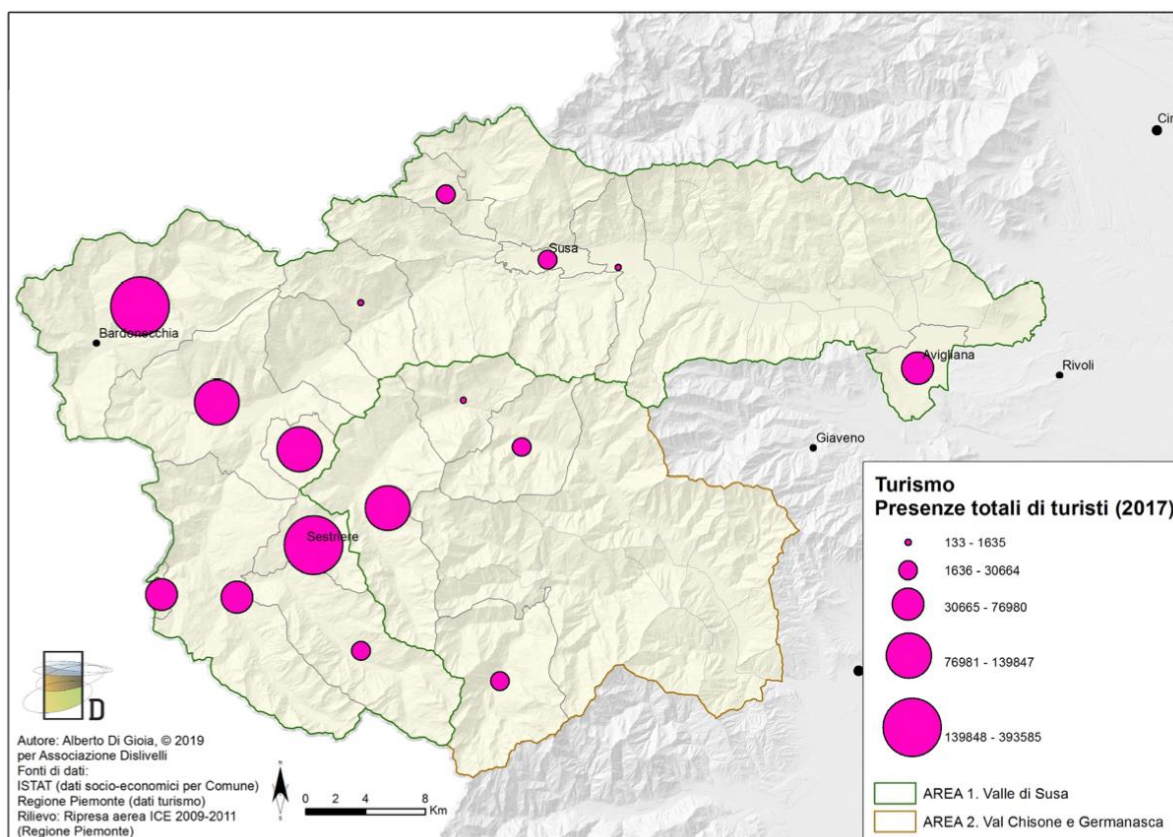 Cir
Susa
Bardonecchia
Avigliana
Rivoli
Giaveno
Sestriere
Turismo
Presenze totali di turisti (2017)
133 - 1635
1636 - 30664
30665 - 76980
76981 - 139847
139848 - 393585
AREA 1. Valle di Susa
AREA 2. Val Chisone e Germanasca
D
Autore: Alberto Di Gioia, © 2019
per Associazione Dislivelli
Fonti di dati:
ISTAT (dati socio-economici per Comune)
Regione Piemonte (dati turismo)
Rilievo: Ripresa aerea ICE 2009-2011
(Regione Piemonte)
0 2 4 8
Km